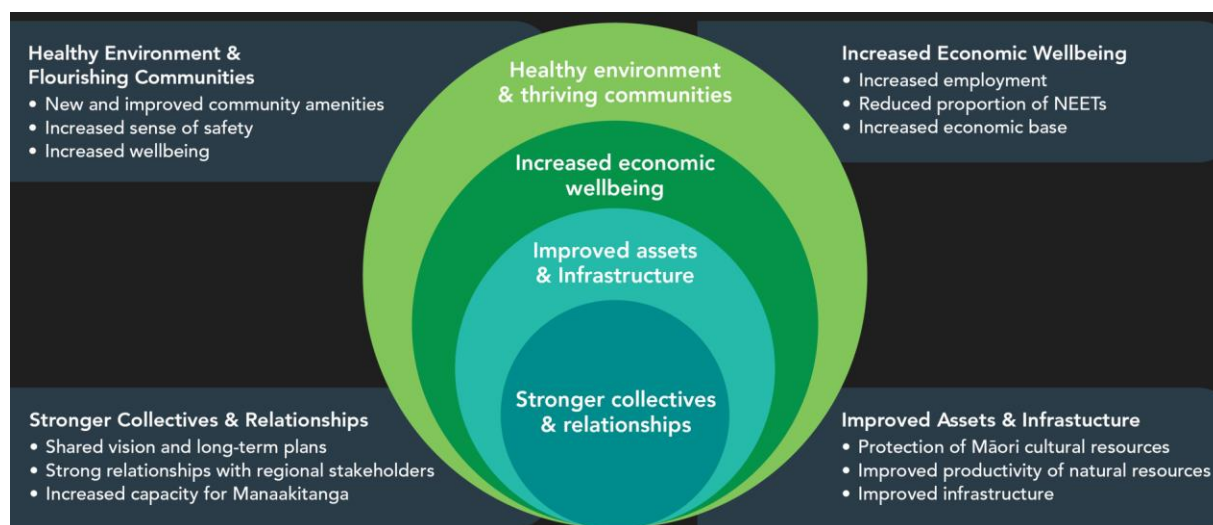 Healthy Environment &
Flourishing Communities
• New and improved community amenities
• Increased sense of safety
• Increased wellbeing
Healthy environment
& thriving communities
Increased economic
wellbeing
Improved assets
& Infrastructure
Stronger collectives
& relationships
Increased Economic Wellbeing
• Increased employment
• Reduced proportion of NEETs
• Increased economic base
Stronger Collectives & Relationships
• Shared vision and long-term plans
• Strong relationships with regional stakeholders
• Increased capacity for Manaakitanga
Improved Assets & Infrastucture
• Protection of Māori cultural resources
• Improved productivity of natural resources
• Improved infrastructure